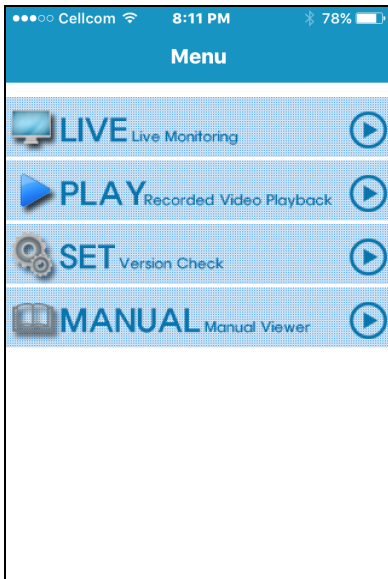 ●●●○○ Cellcom 8:11 PM 78%
Menu
LIVE Live Monitoring
PLAY Recorded Video Playback
SET Version Check
MANUAL Manual Viewer